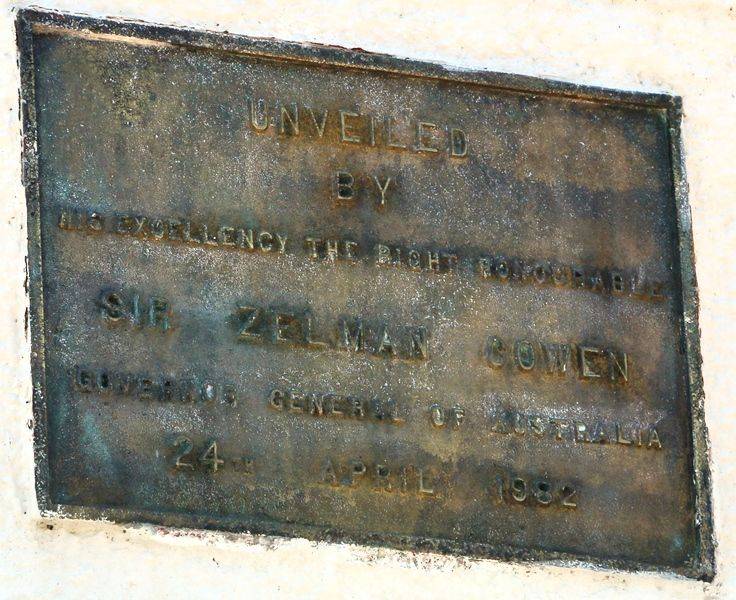 UNVEILED
BY
HIS EXCELLENCY THE RIGHT HONOURABLE
SIR ZELMAN COWEN
GOVERNOR GENERAL OF AUSTRALIA
24TH APRIL 1982